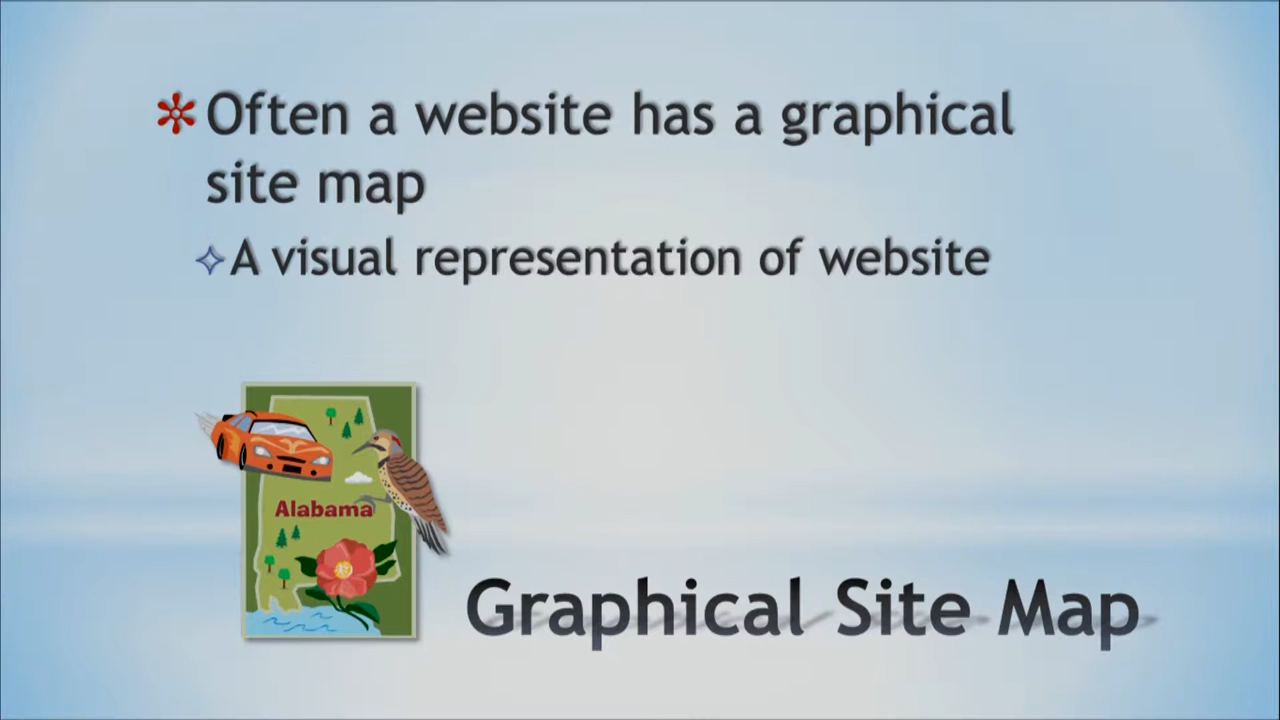 Often a website has a graphical
site map
A visual representation of website
Alabama
Graphical Site Map